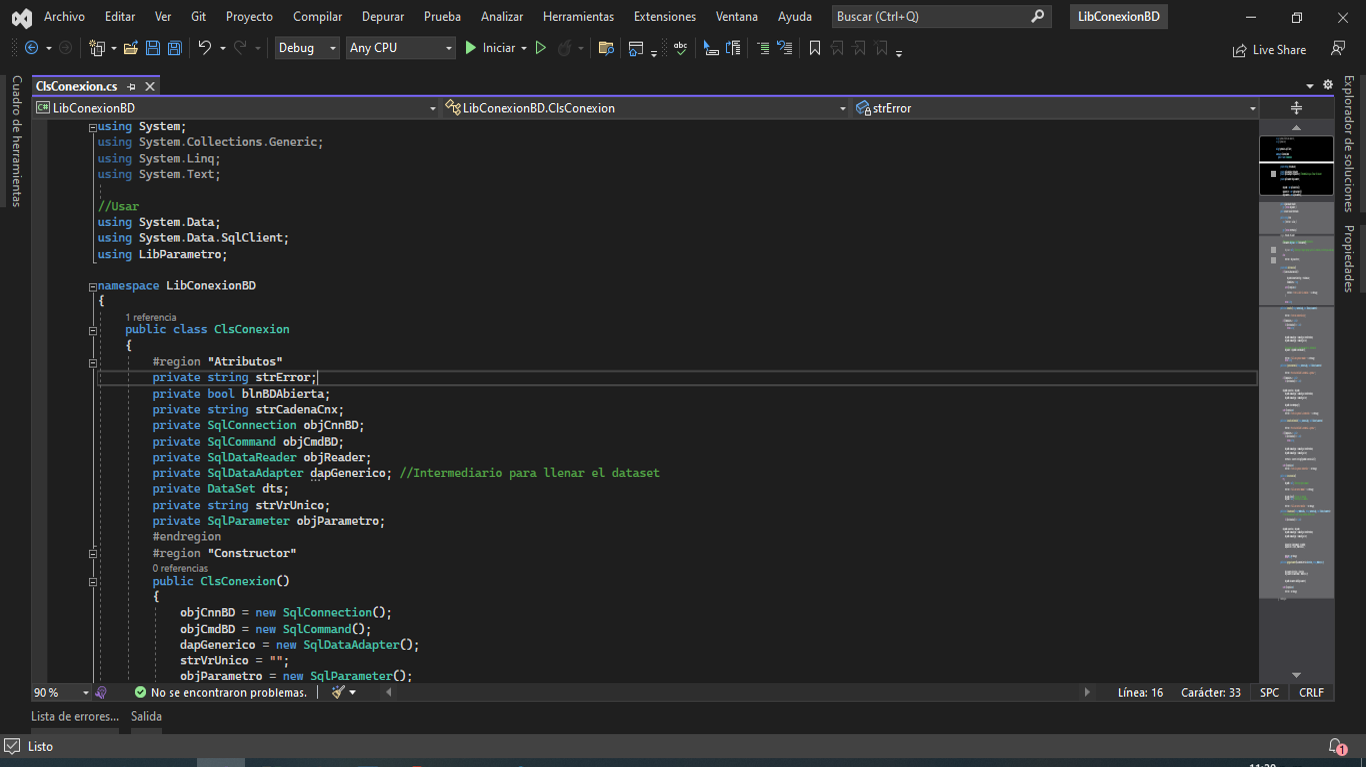 Archivo Editar Ver Git Proyecto Compilar Depurar Prueba Analizar Herramientas Extensiones Ventana Ayuda Buscar (Ctrl+Q) LibConexionBD
Debug Any CPU Iniciar abc Live Share
Cuadro de herramientas
ClsConexion.cs
C# LibConexionBD LibConexionBD.ClsConexion strError
using System;
using System.Collections.Generic;
using System.Linq;
using System.Text;
//Usar
using System.Data;
using System.Data.SqlClient;
using LibParametro;
namespace LibConexionBD
{
1 referencia
public class ClsConexion
{
#region "Atributos"
private string strError;
private bool blnBDAbierta;
private string strCadenaCnx;
private SqlConnection objCnnBD;
private SqlCommand objCmdBD;
private SqlDataReader objReader;
private SqlDataAdapter dapGenerico; //Intermediario para llenar el dataset
private DataSet dts;
private string strVrUnico;
private SqlParameter objParametro;
#endregion
#region "Constructor"
0 referencias
public ClsConexion()
{
objCnnBD = new SqlConnection();
objCmdBD = new SqlCommand();
dapGenerico = new SqlDataAdapter();
strVrUnico = "";
objParametro = new SqlParameter();
Explorador de soluciones
Propiedades
90 % No se encontraron problemas. Línea: 16 Carácter: 33 SPC CRLF
Lista de errores... Salida
Listo 1